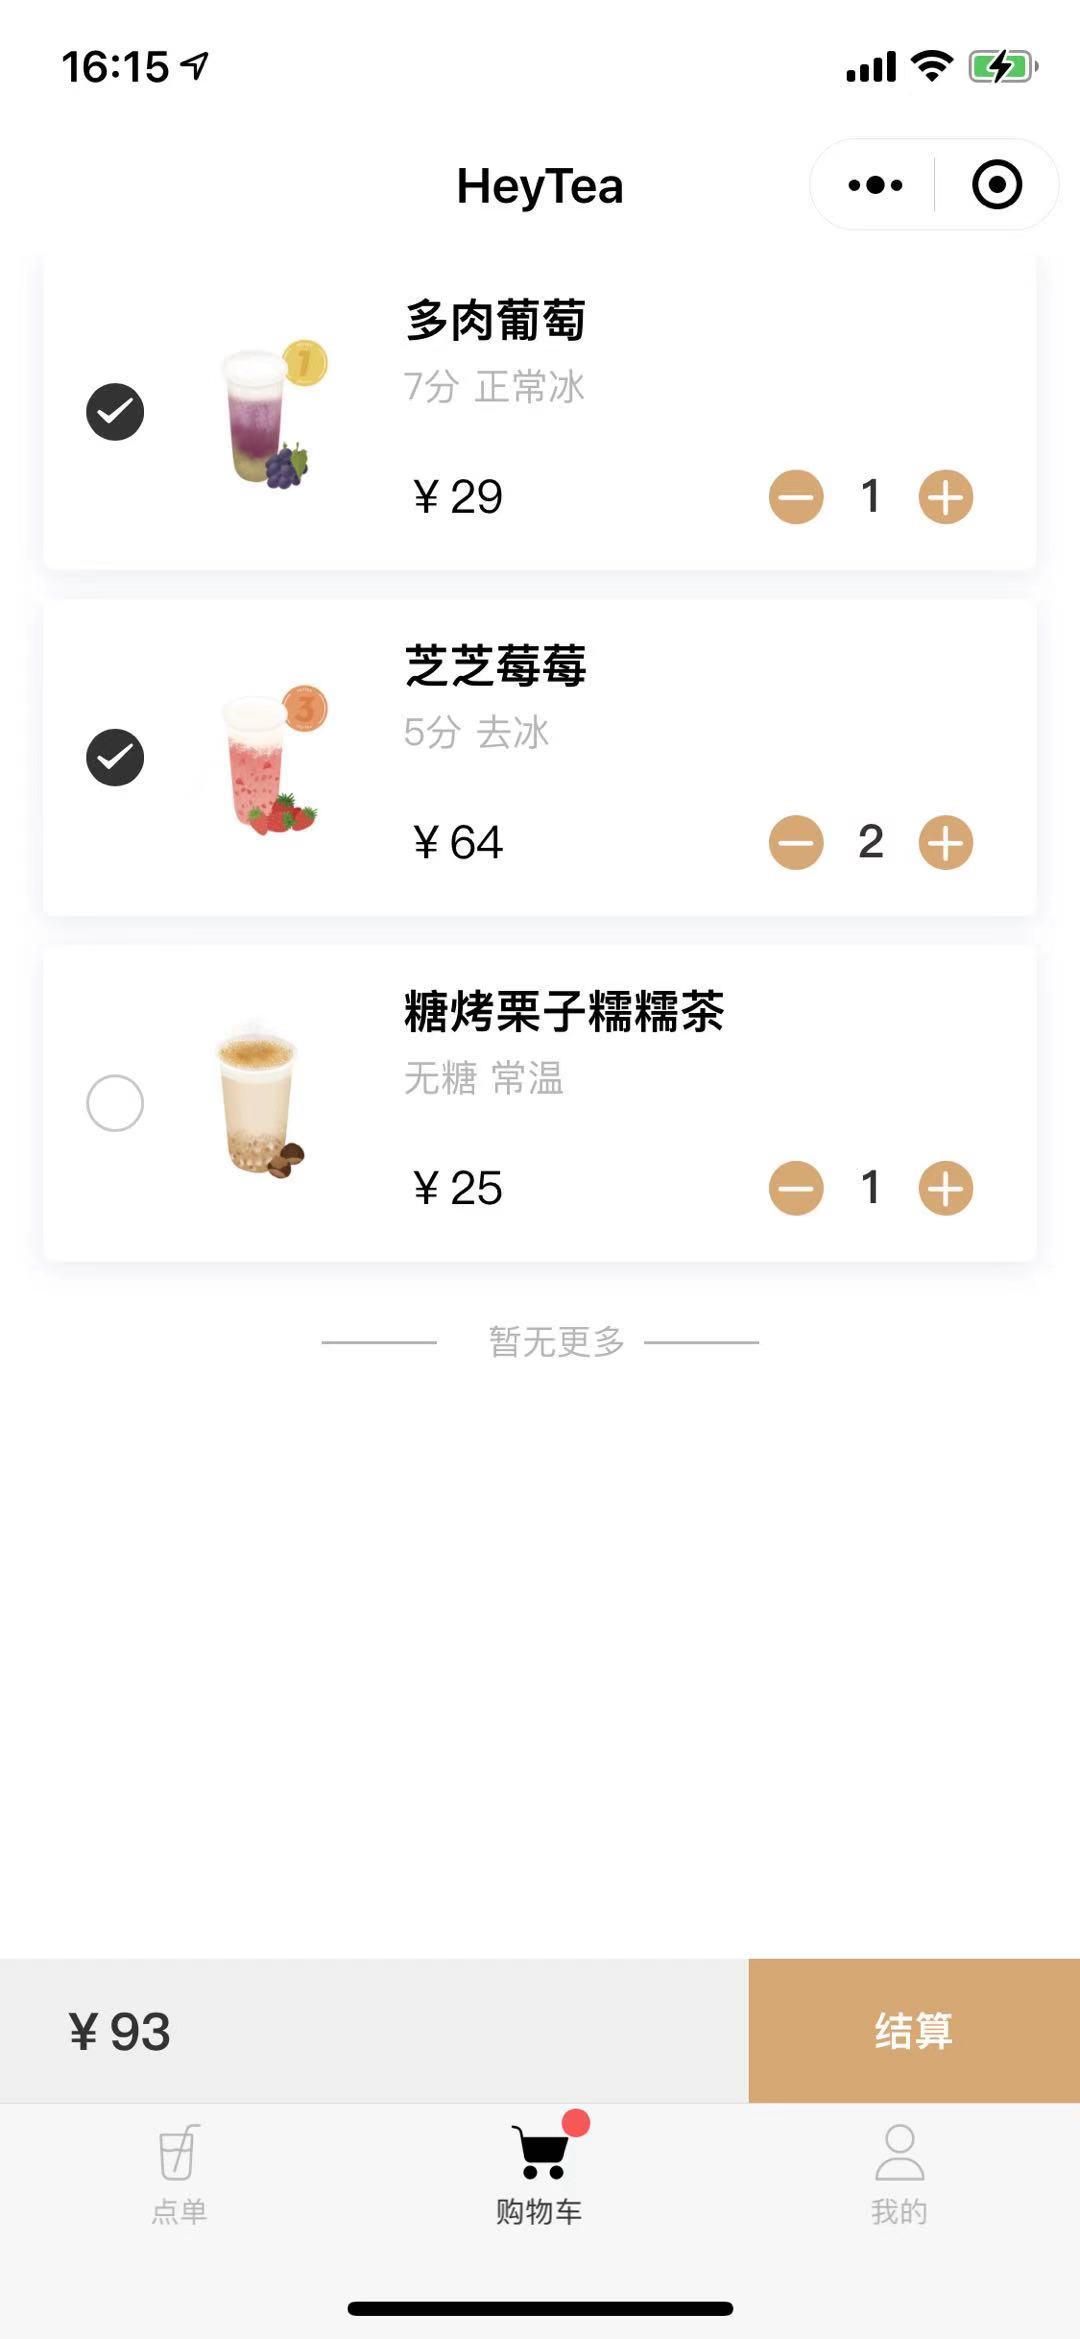 16:15
HeyTea
多肉葡萄
1
7分 正常冰
¥ 29
1
芝芝莓莓
3
5分 去冰
¥ 64
2
糖烤栗子糯糯茶
无糖 常温
¥ 25
1
暂无更多
¥ 93
结算
点单
购物车
我的